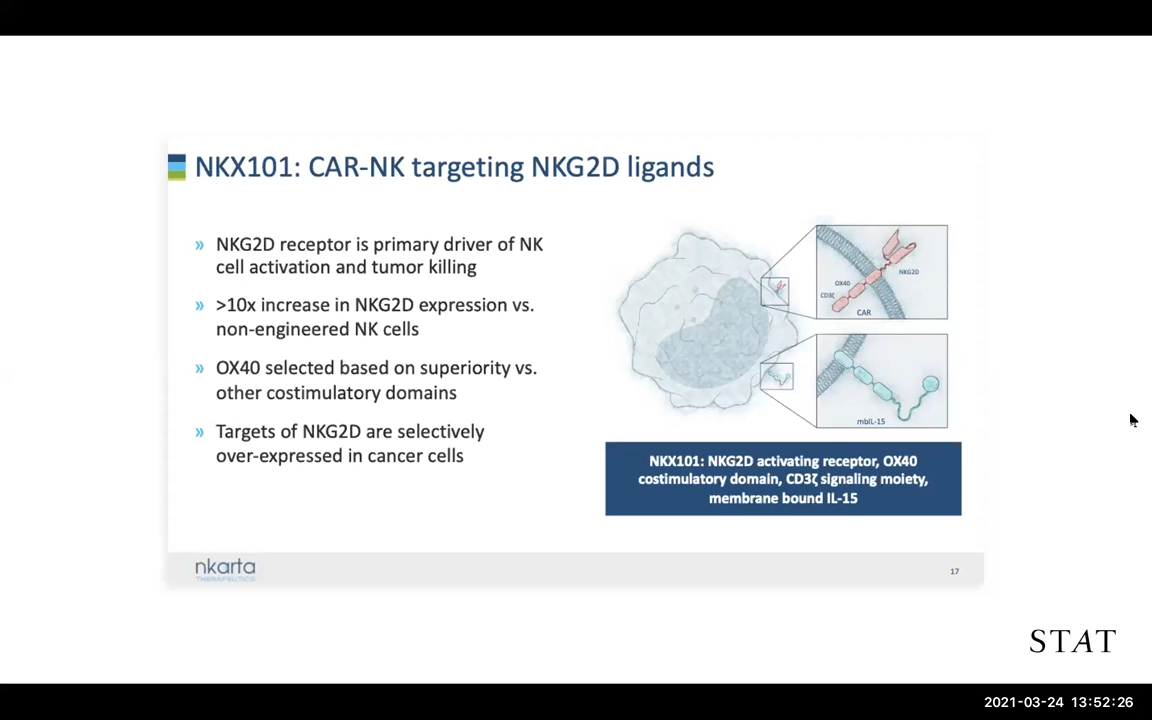 NKX101: CAR-NK targeting NKG2D ligands
» NKG2D receptor is primary driver of NK
cell activation and tumor killing
» >10x increase in NKG2D expression vs.
non-engineered NK cells
» OX40 selected based on superiority vs.
other costimulatory domains
» Targets of NKG2D are selectively
over-expressed in cancer cells
NKG2D
OX40
CD3ζ
CAR
mbIL-15
NKX101: NKG2D activating receptor, OX40
costimulatory domain, CD3ζ signaling moiety,
membrane bound IL-15
nkarta
THERAPEUTICS
17
STAT
2021-03-24 13:52:26